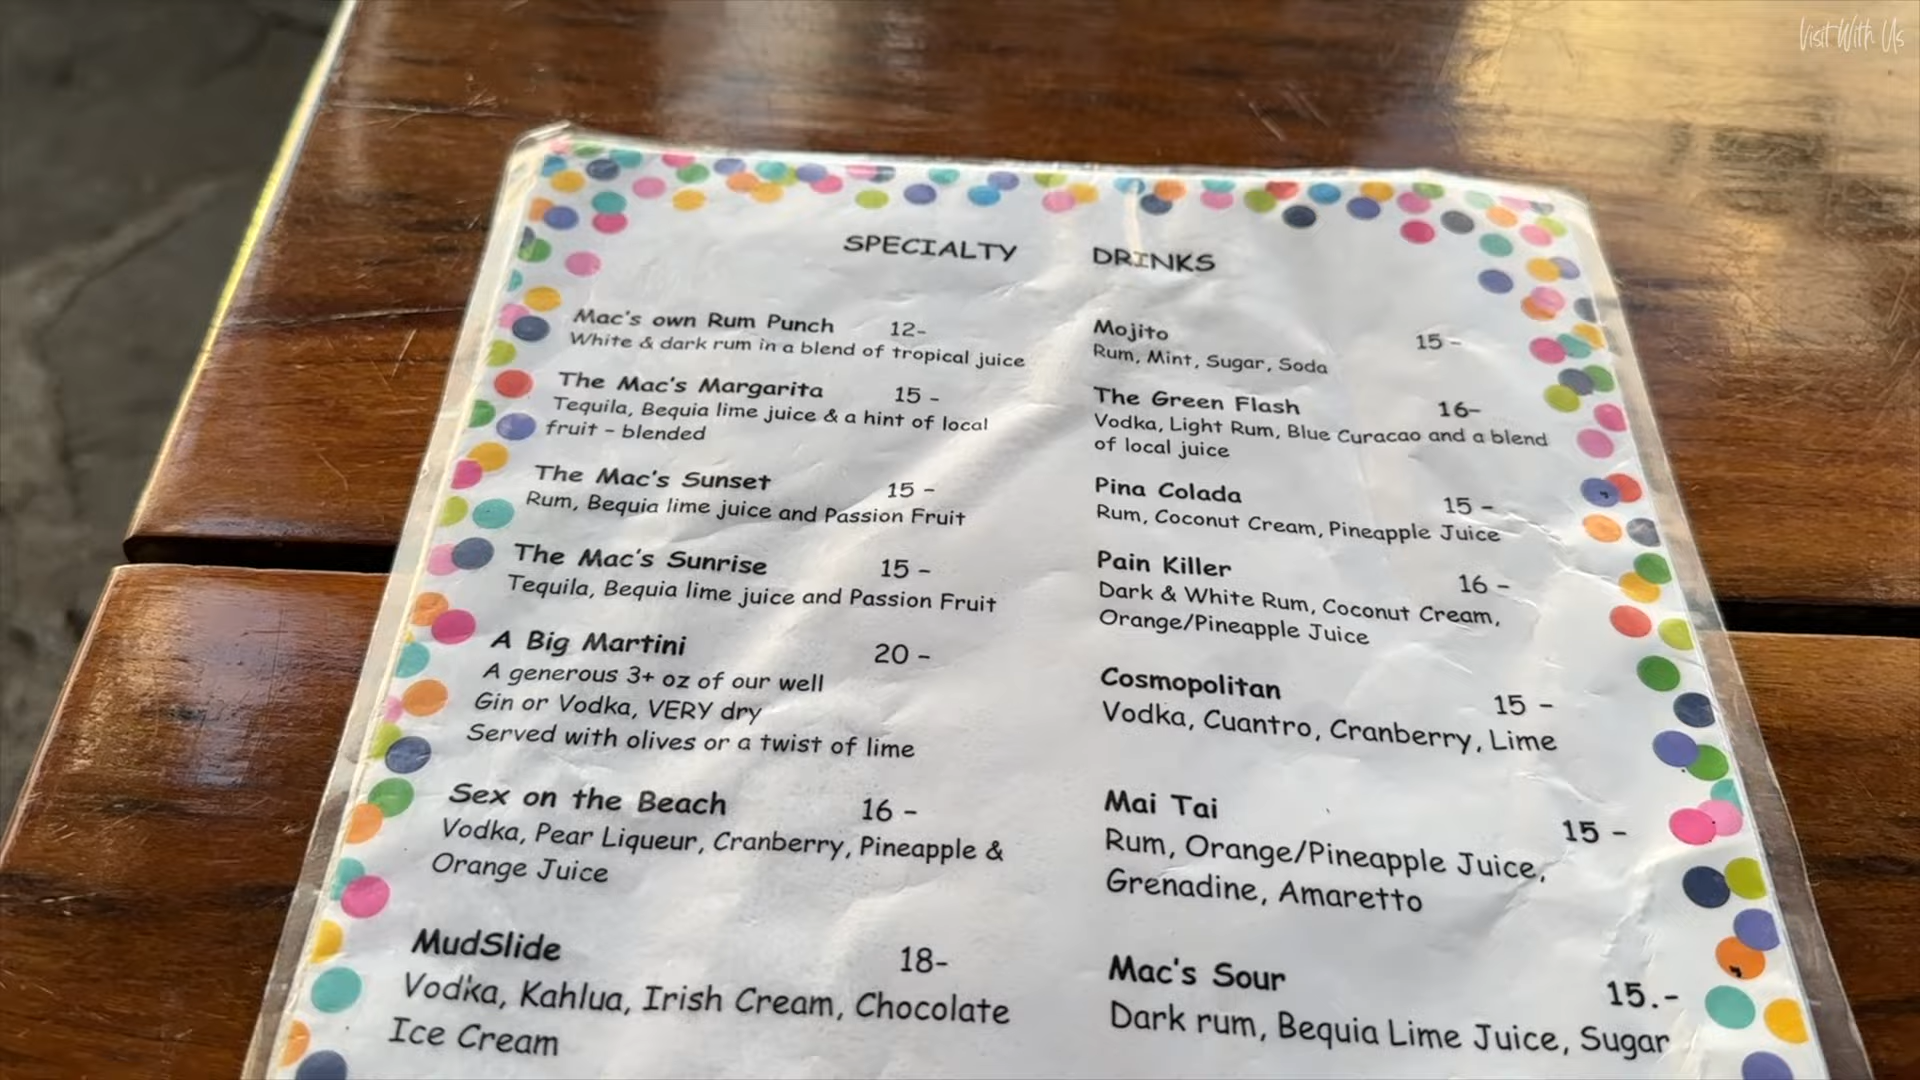 Visit With Us
SPECIALTY DRINKS
Mac's own Rum Punch 12-
White & dark rum in a blend of tropical juice
The Mac's Margarita 15 -
Tequila, Bequia lime juice & a hint of local
fruit - blended
The Mac's Sunset 15 -
Rum, Bequia lime juice and Passion Fruit
The Mac's Sunrise 15 -
Tequila, Bequia lime juice and Passion Fruit
A Big Martini 20 -
A generous 3+ oz of our well
Gin or Vodka, VERY dry
Served with olives or a twist of lime
Sex on the Beach 16 -
Vodka, Pear Liqueur, Cranberry, Pineapple &
Orange Juice
MudSlide 18-
Vodka, Kahlua, Irish Cream, Chocolate
Ice Cream
Mojito 15 -
Rum, Mint, Sugar, Soda
The Green Flash 16-
Vodka, Light Rum, Blue Curacao and a blend
of local juice
Pina Colada 15 -
Rum, Coconut Cream, Pineapple Juice
Pain Killer 16 -
Dark & White Rum, Coconut Cream,
Orange/Pineapple Juice
Cosmopolitan 15 -
Vodka, Cuantro, Cranberry, Lime
Mai Tai 15 -
Rum, Orange/Pineapple Juice,
Grenadine, Amaretto
Mac's Sour 15.-
Dark rum, Bequia Lime Juice, Sugar